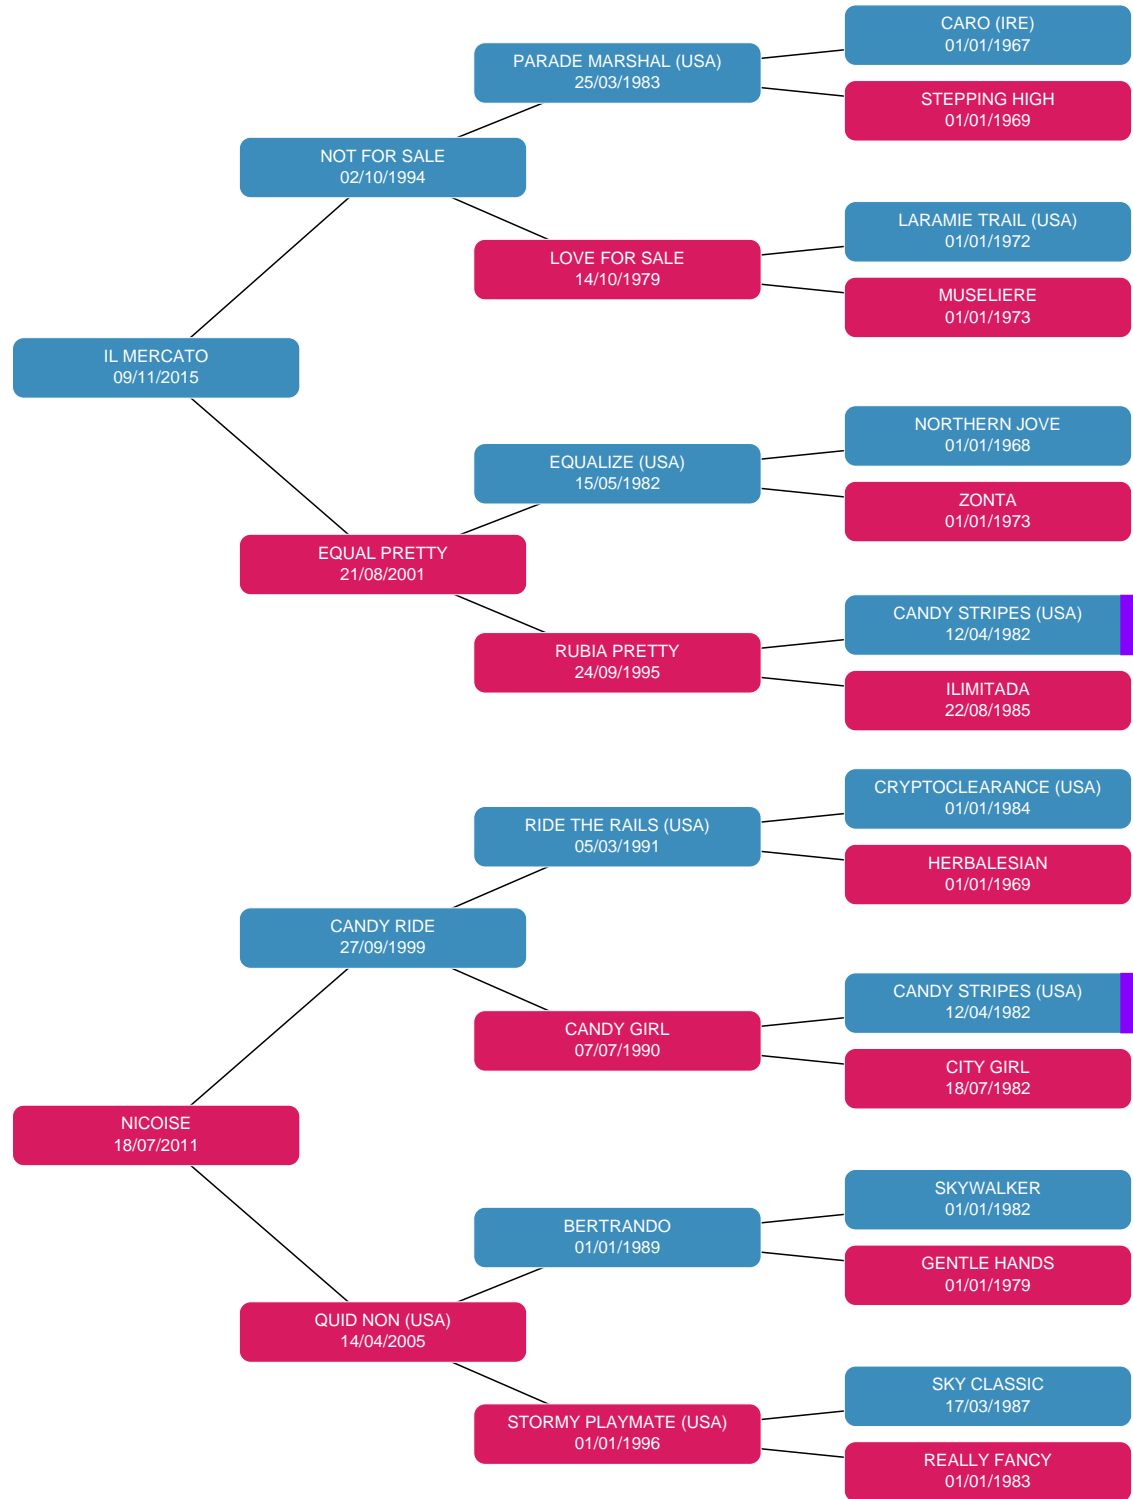 CARO (IRE)
01/01/1967
PARADE MARSHAL (USA)
25/03/1983
STEPPING HIGH
01/01/1969
NOT FOR SALE
02/10/1994
LARAMIE TRAIL (USA)
01/01/1972
LOVE FOR SALE
14/10/1979
MUSELIERE
01/01/1973
IL MERCATO
09/11/2015
NORTHERN JOVE
01/01/1968
EQUALIZE (USA)
15/05/1982
ZONTA
01/01/1973
EQUAL PRETTY
21/08/2001
CANDY STRIPES (USA)
12/04/1982
RUBIA PRETTY
24/09/1995
ILIMITADA
22/08/1985
CRYPTOCLEARANCE (USA)
01/01/1984
RIDE THE RAILS (USA)
05/03/1991
HERBALESIAN
01/01/1969
CANDY RIDE
27/09/1999
CANDY STRIPES (USA)
12/04/1982
CANDY GIRL
07/07/1990
CITY GIRL
18/07/1982
NICOISE
18/07/2011
SKYWALKER
01/01/1982
BERTRANDO
01/01/1989
GENTLE HANDS
01/01/1979
QUID NON (USA)
14/04/2005
SKY CLASSIC
17/03/1987
STORMY PLAYMATE (USA)
01/01/1996
REALLY FANCY
01/01/1983